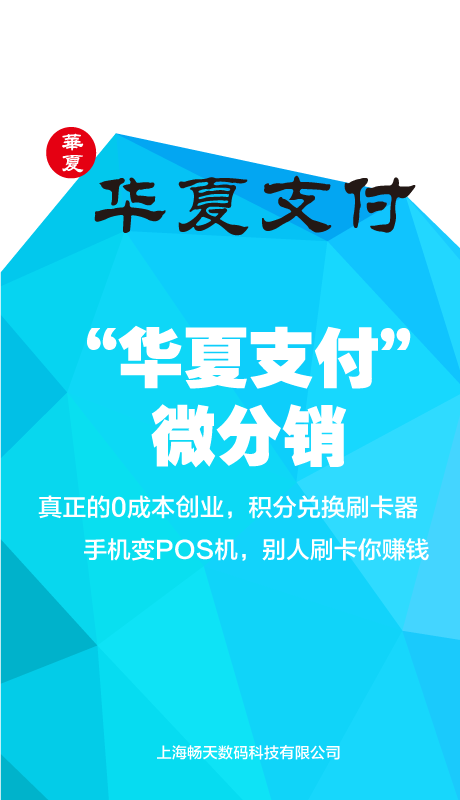 華
夏
华夏支付
“华夏支付”
微分销
真正的0成本创业，积分兑换刷卡器
手机变POS机，别人刷卡你赚钱
上海畅天数码科技有限公司